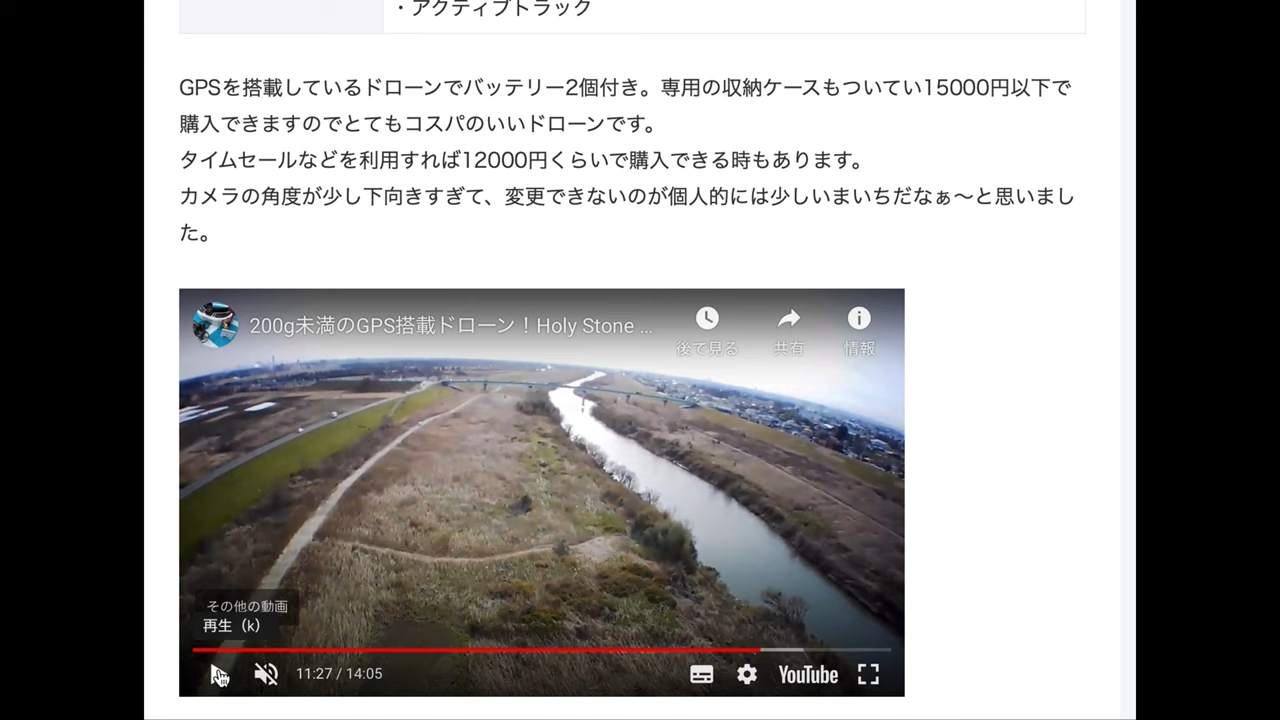 ・アクティブトラック
GPSを搭載しているドローンでバッテリー2個付き。専用の収納ケースもついてい15000円以下で
購入できますのでとてもコスパのいいドローンです。
タイムセールなどを利用すれば12000円くらいで購入できる時もあります。
カメラの角度が少し下向きすぎて、変更できないのが個人的には少しいまいちだなぁ〜と思いまし
た。
200g未満のGPS搭載ドローン！Holy Stone ...
後で見る 共有 情報
その他の動画
再生（k）
11:27 / 14:05 YouTube